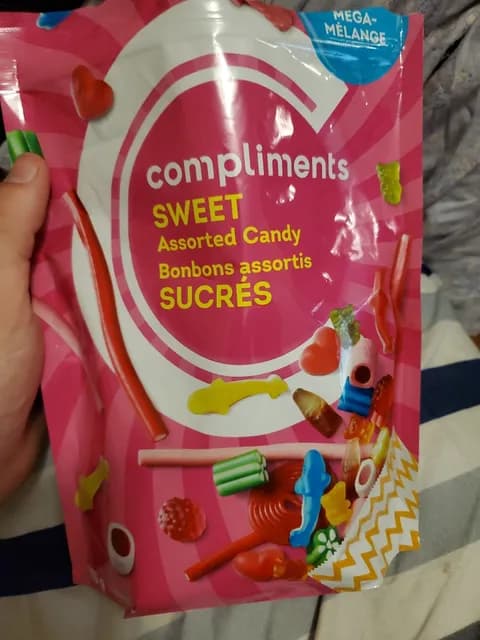 MEGA-
MÉLANGE
compliments
SWEET
Assorted Candy
Bonbons assortis
SUCRÉS